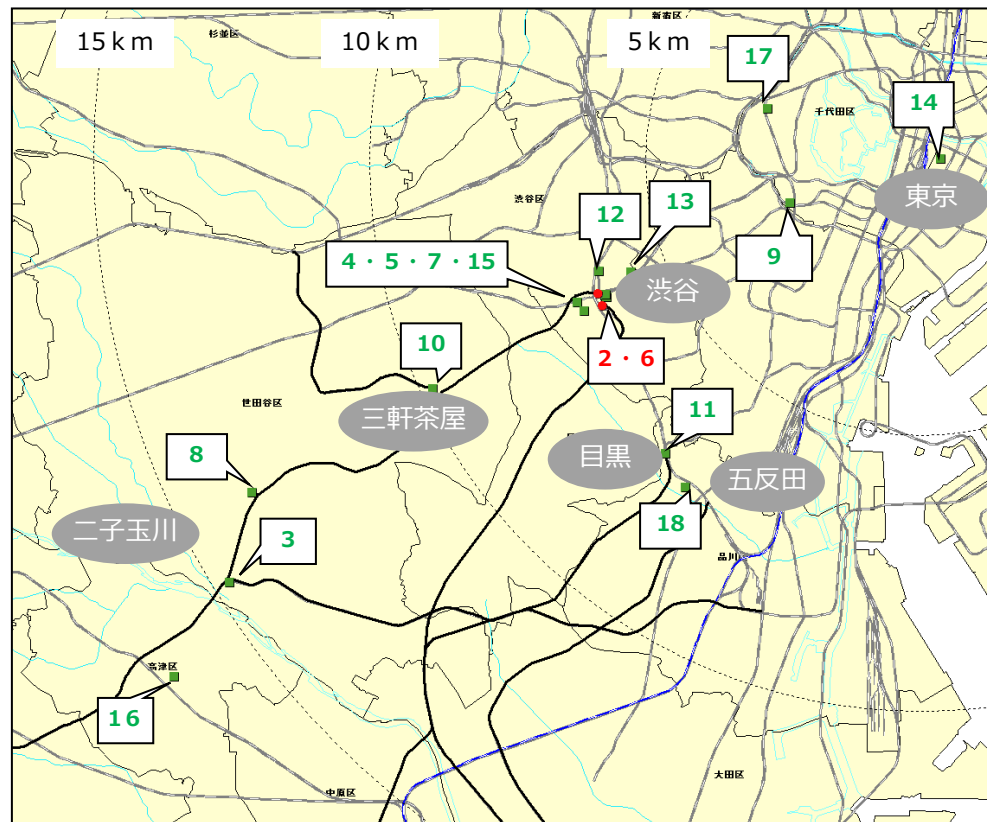 15km
10km
5km
杉並区
新宿区
17
千代田区
14
東京
渋谷区
12
13
9
4・5・7・15
渋谷
2・6
10
世田谷区
三軒茶屋
11
目黒
五反田
8
18
二子玉川
3
品川
高津区
16
大田区
中原区